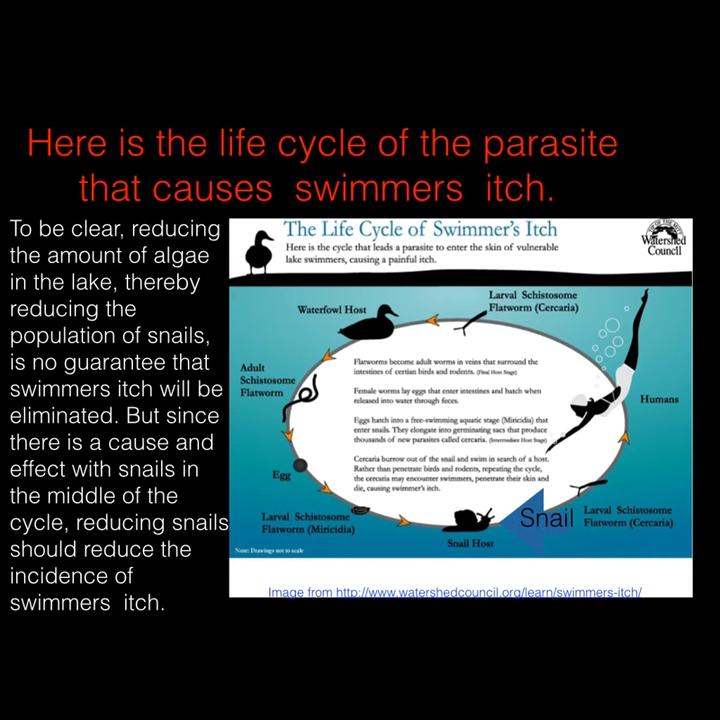 Here is the life cycle of the parasite
that causes swimmers itch.
To be clear, reducing
the amount of algae
in the lake, thereby
reducing the
population of snails,
is no guarantee that
swimmers itch will be
eliminated. But since
there is a cause and
effect with snails in
the middle of the
cycle, reducing snails
should reduce the
incidence of
swimmers itch.
The Life Cycle of Swimmer's Itch
Here is the cycle that leads a parasite to enter the skin of vulnerable
lake swimmers, causing a painful itch.
Watershed
Council
Waterfowl Host
Larval Schistosome
Flatworm (Cercaria)
Adult
Schistosome
Flatworm
Flatworms become adult worms in veins that surround the
intestines of certian birds and rodents. (Final Host Stage)
Female worms lay eggs that enter intestines and hatch when
released into water through feces.
Eggs hatch into a free-swimming aquatic stage (Miricidia) that
enter snails. They elongate into germinating sacs that produce
thousands of new parasites called cercaria. (Intermediate Host Stage)
Cercaria burrow out of the snail and swim in search of a host.
Rather than penetrate birds and rodents, repeating the cycle,
the cercaria may encounter swimmers, penetrate their skin and
die, causing swimmer's itch.
Humans
Egg
Larval Schistosome
Flatworm (Miricidia)
Snail Host
Snail
Larval Schistosome
Flatworm (Cercaria)
Note: Drawings not to scale
Image from http://www.watershedcouncil.org/learn/swimmers-itch/